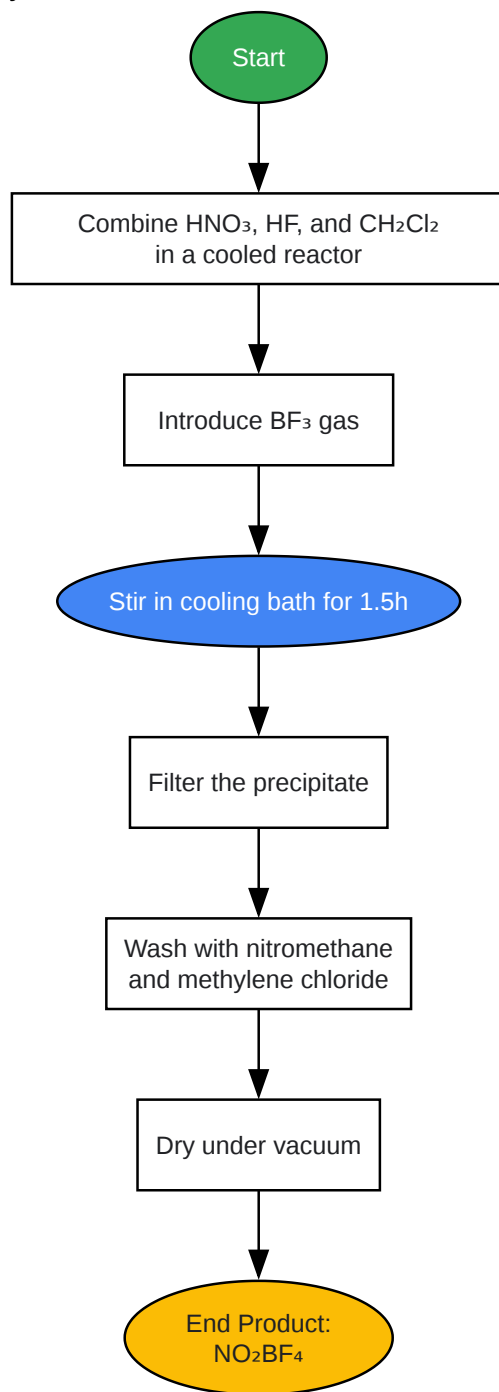 Start
Combine HNO₃, HF, and CH₂Cl₂
in a cooled reactor
Introduce BF₃ gas
Stir in cooling bath for 1.5h
Filter the precipitate
Wash with nitromethane
and methylene chloride
Dry under vacuum
End Product:
NO₂BF₄